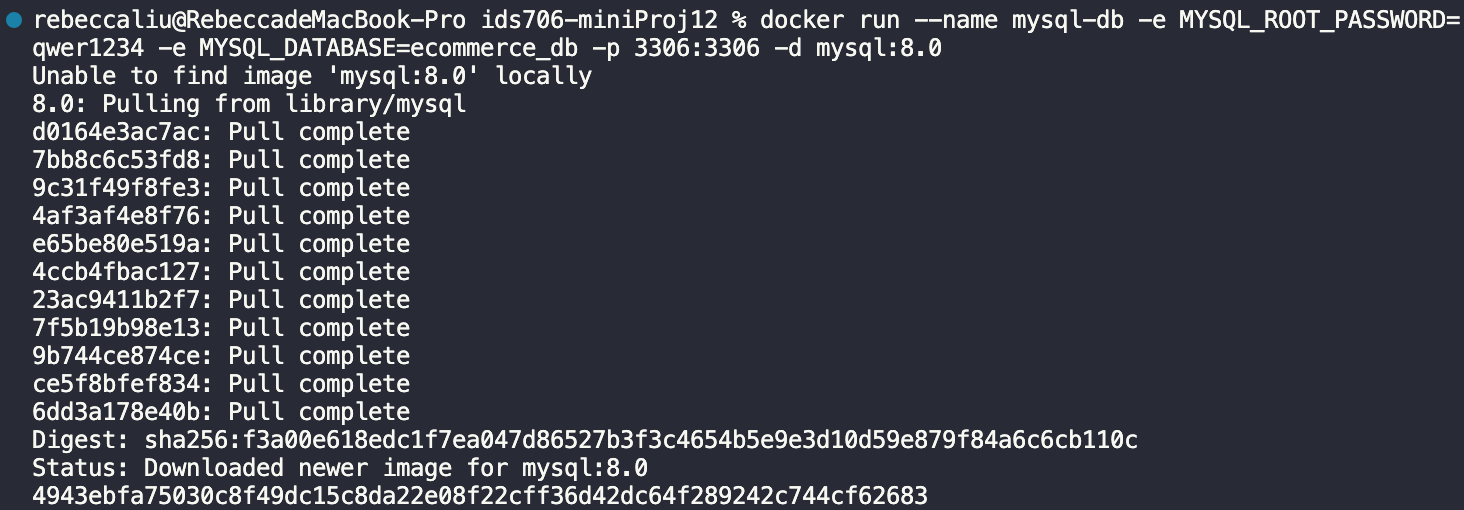 rebeccaliu@RebeccadeMacBook-Pro ids706-miniProj12 % docker run --name mysql-db -e MYSQL_ROOT_PASSWORD=
qwer1234 -e MYSQL_DATABASE=ecommerce_db -p 3306:3306 -d mysql:8.0
Unable to find image 'mysql:8.0' locally
8.0: Pulling from library/mysql
d0164e3ac7ac: Pull complete
7bb8c6c53fd8: Pull complete
9c31f49f8fe3: Pull complete
4af3af4e8f76: Pull complete
e65be80e519a: Pull complete
4ccb4fbac127: Pull complete
23ac9411b2f7: Pull complete
7f5b19b98e13: Pull complete
9b744ce874ce: Pull complete
ce5f8bfef834: Pull complete
6dd3a178e40b: Pull complete
Digest: sha256:f3a00e618edc1f7ea047d86527b3f3c4654b5e9e3d10d59e879f84a6c6cb110c
Status: Downloaded newer image for mysql:8.0
4943ebfa75030c8f49dc15c8da22e08f22cff36d42dc64f289242c744cf62683